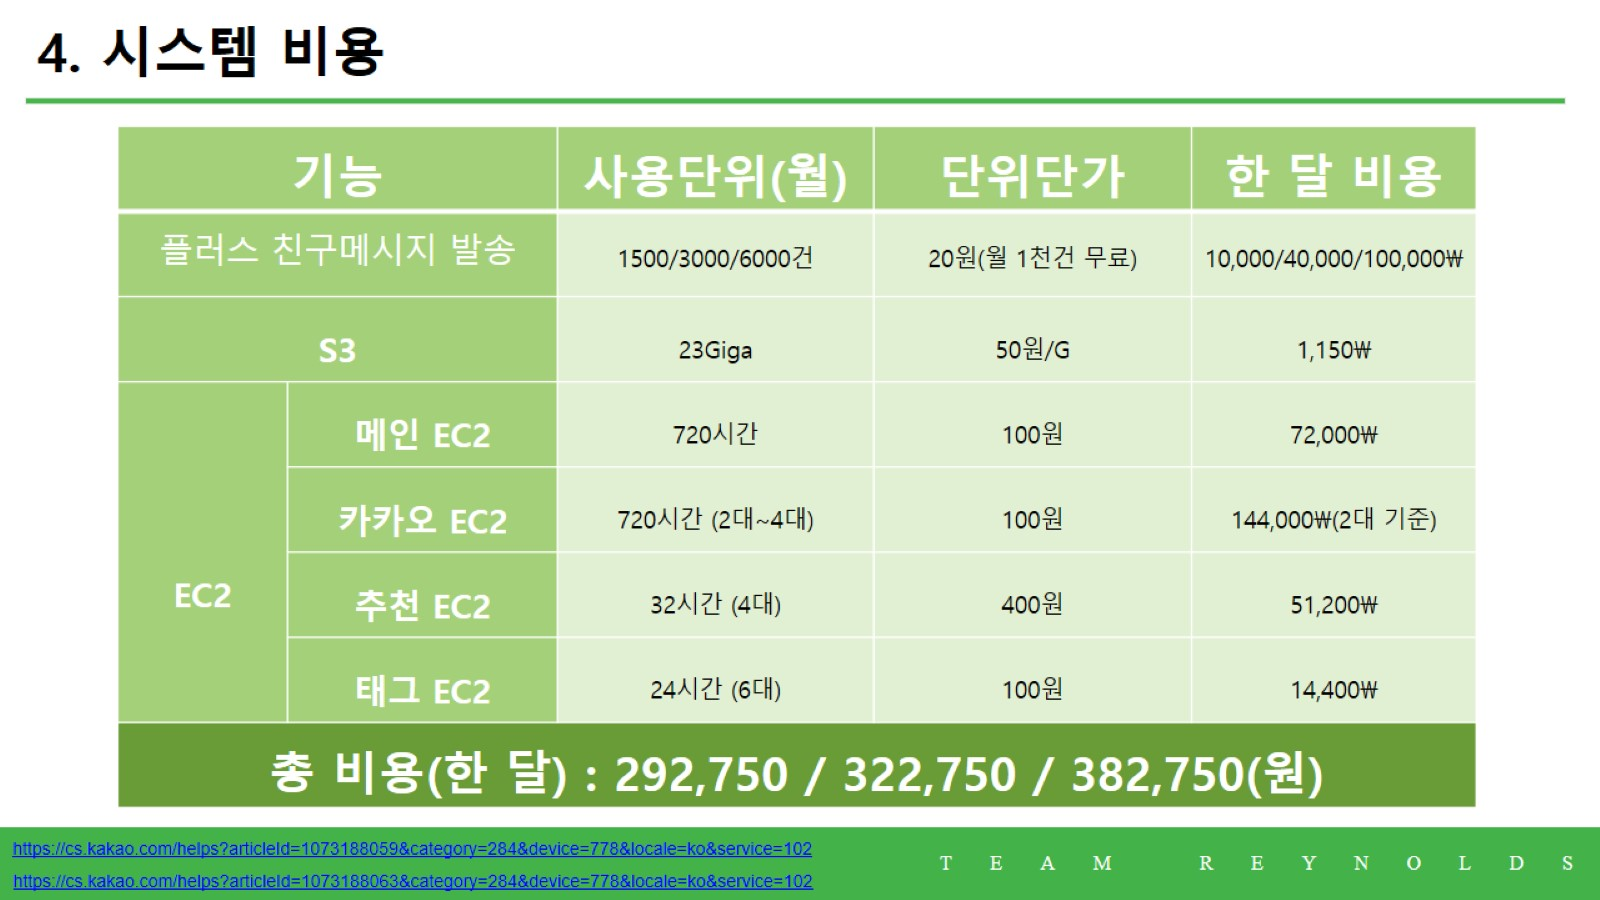 4. 시스템 비용
기능 사용단위(월) 단위단가 한 달 비용
플러스 친구메시지 발송 1500/3000/6000건 20원(월 1천건 무료) 10,000/40,000/100,000₩
S3 23Giga 50원/G 1,150₩
EC2
메인 EC2 720시간 100원 72,000₩
카카오 EC2 720시간 (2대~4대) 100원 144,000₩(2대 기준)
추천 EC2 32시간 (4대) 400원 51,200₩
태그 EC2 24시간 (6대) 100원 14,400₩
총 비용(한 달) : 292,750 / 322,750 / 382,750(원)
https://cs.kakao.com/helps?articleId=1073188059&category=284&device=778&locale=ko&service=102
https://cs.kakao.com/helps?articleId=1073188063&category=284&device=778&locale=ko&service=102
TEAM REYNOLDS